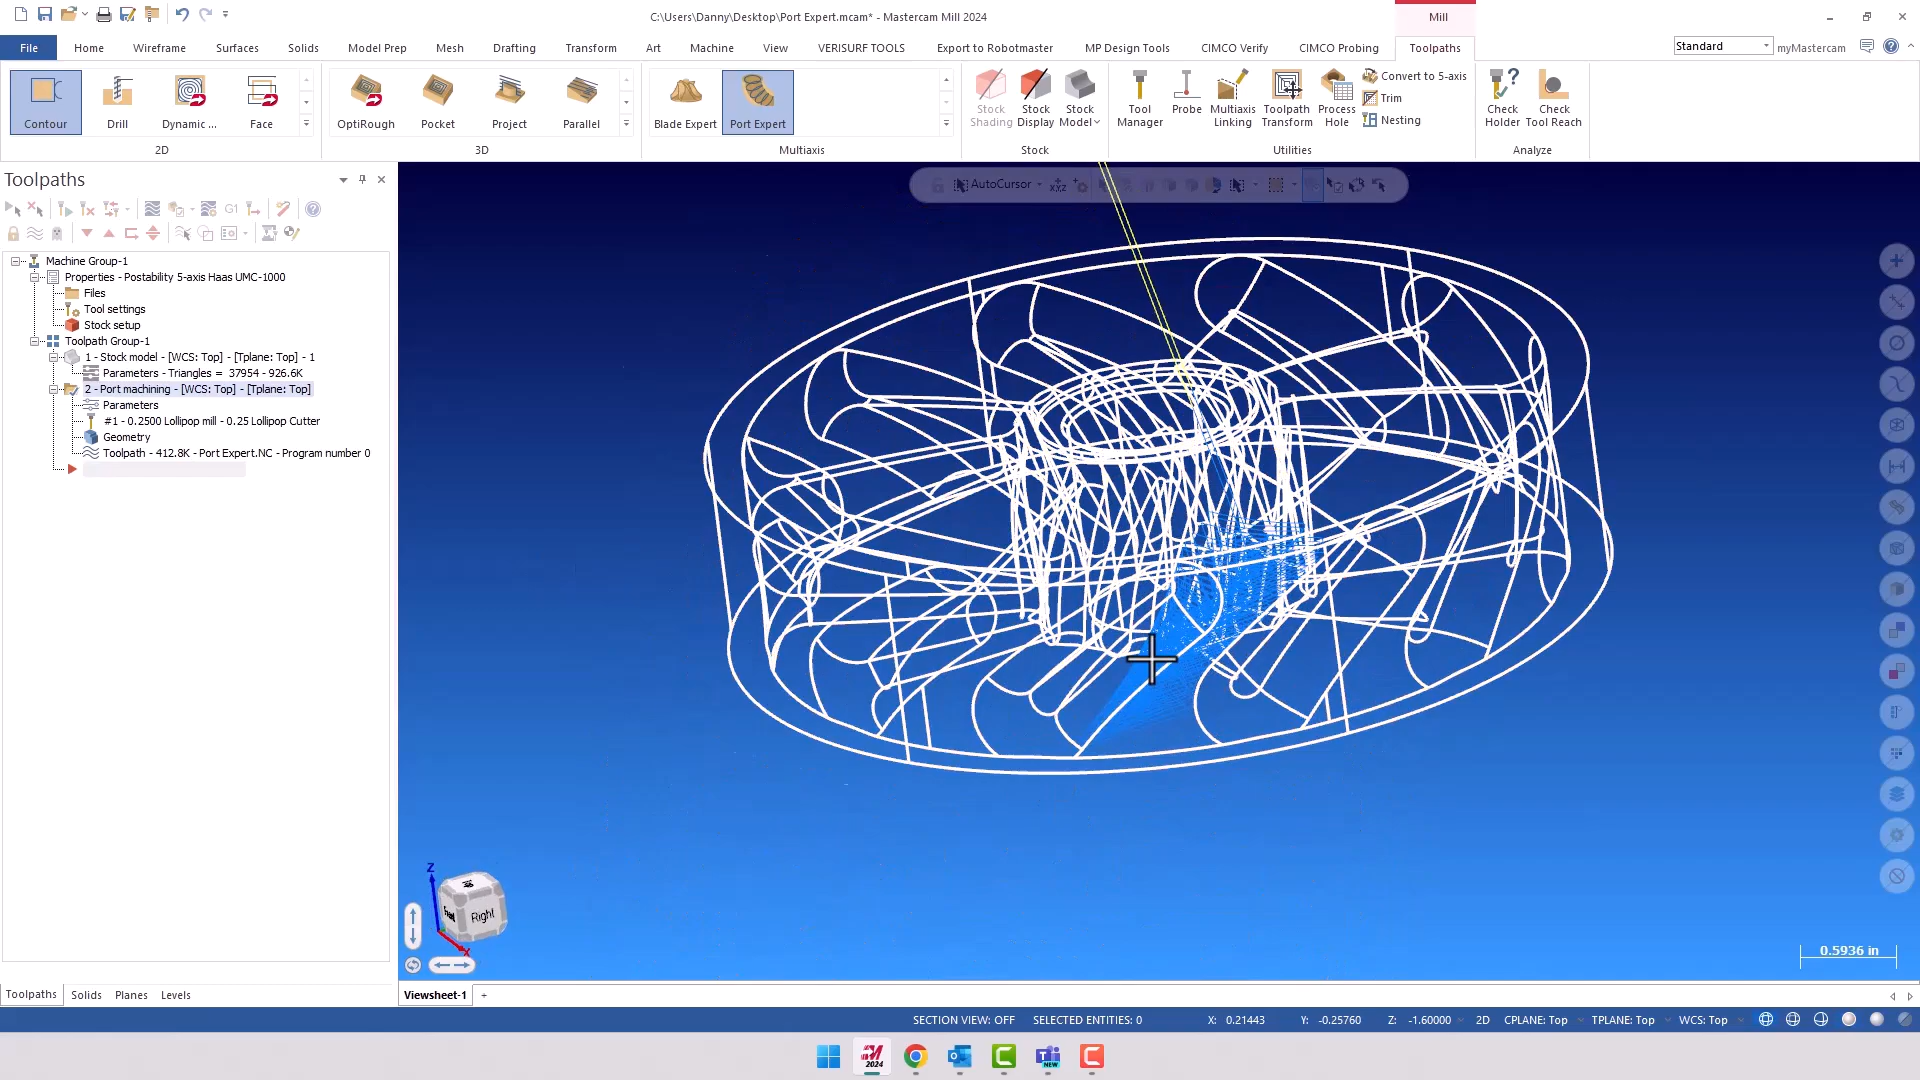 C:\Users\Danny\Desktop\Port Expert.mcam* - Mastercam Mill 2024
Mill
File Home Wireframe Surfaces Solids Model Prep Mesh Drafting Transform Art Machine View VERISURF TOOLS Export to Robotmaster MP Design Tools CIMCO Verify CIMCO Probing Toolpaths
Standard
myMastercam
Contour Drill Dynamic ... Face
2D
OptiRough Pocket Project Parallel
3D
Blade Expert Port Expert
Multiaxis
Stock Shading
Stock Display
Stock Model
Stock
Tool Manager
Probe
Multiaxis Linking
Toolpath Transform
Process Hole
Convert to 5-axis
Trim
Nesting
Utilities
Check Holder
Check Tool Reach
Analyze
Toolpaths
G1
AutoCursor
XYZ
Machine Group-1
Properties - Postability 5-axis Haas UMC-1000
Files
Tool settings
Stock setup
Toolpath Group-1
1 - Stock model - [WCS: Top] - [Tplane: Top] - 1
Parameters - Triangles = 37954 - 926.6K
2 - Port machining - [WCS: Top] - [Tplane: Top]
Parameters
#1 - 0.2500 Lollipop mill - 0.25 Lollipop Cutter
Geometry
Toolpath - 412.8K - Port Expert.NC - Program number 0
Z
Front
Right
X
0.5936 in
Toolpaths Solids Planes Levels
Viewsheet-1 +
SECTION VIEW: OFF SELECTED ENTITIES: 0 X: 0.21443 Y: -0.25760 Z: -1.60000 2D CPLANE: Top TPLANE: Top WCS: Top
2024
NEW